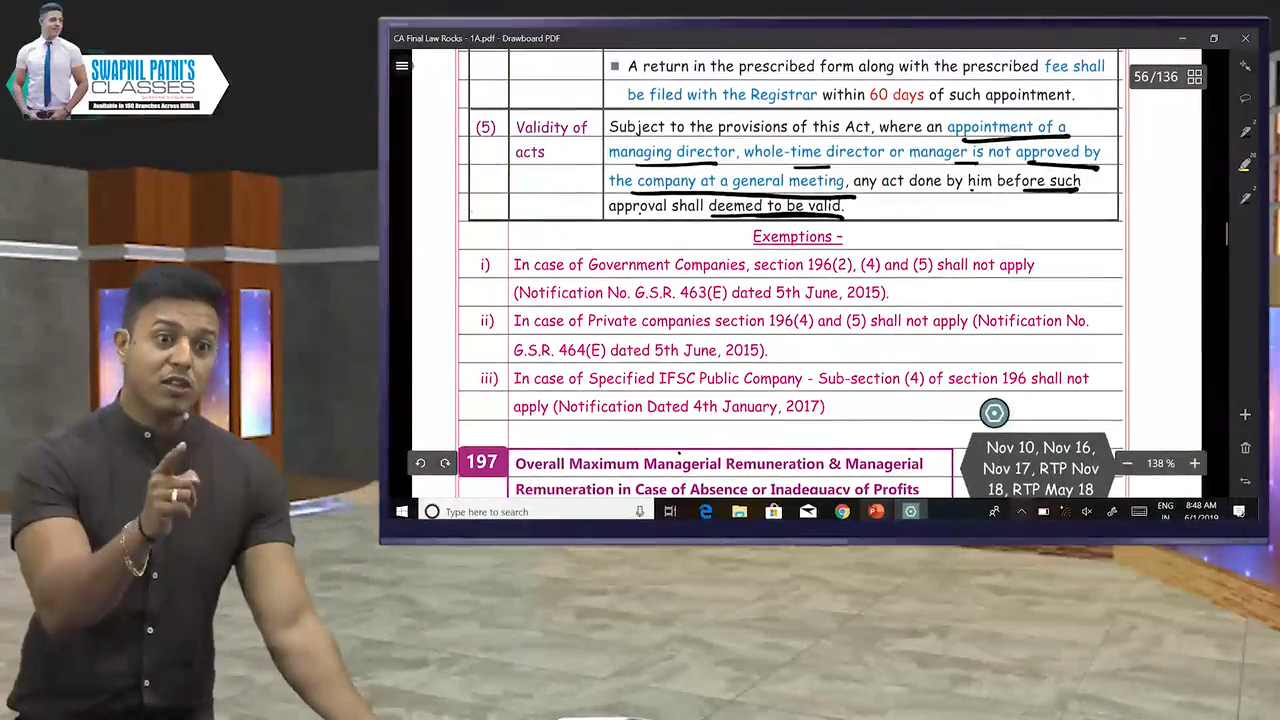 SWAPNIL PATNI'S
CLASSES
Available in 160 Branches Across INDIA
CA Final Law Rocks - 1A.pdf - Drawboard PDF
■ A return in the prescribed form along with the prescribed fee shall
be filed with the Registrar within 60 days of such appointment.
56/136
(5) Validity of acts
Subject to the provisions of this Act, where an appointment of a
managing director, whole-time director or manager is not approved by
the company at a general meeting, any act done by him before such
approval shall deemed to be valid.
Exemptions -
i) In case of Government Companies, section 196(2), (4) and (5) shall not apply
(Notification No. G.S.R. 463(E) dated 5th June, 2015).
ii) In case of Private companies section 196(4) and (5) shall not apply (Notification No.
G.S.R. 464(E) dated 5th June, 2015).
iii) In case of Specified IFSC Public Company - Sub-section (4) of section 196 shall not
apply (Notification Dated 4th January, 2017)
197 Overall Maximum Managerial Remuneration & Managerial
Remuneration in Case of Absence or Inadequacy of Profits
Nov 10, Nov 16,
Nov 17, RTP Nov
18, RTP May 18
138 %
Type here to search
ENG
IN
8:48 AM
6/1/2019